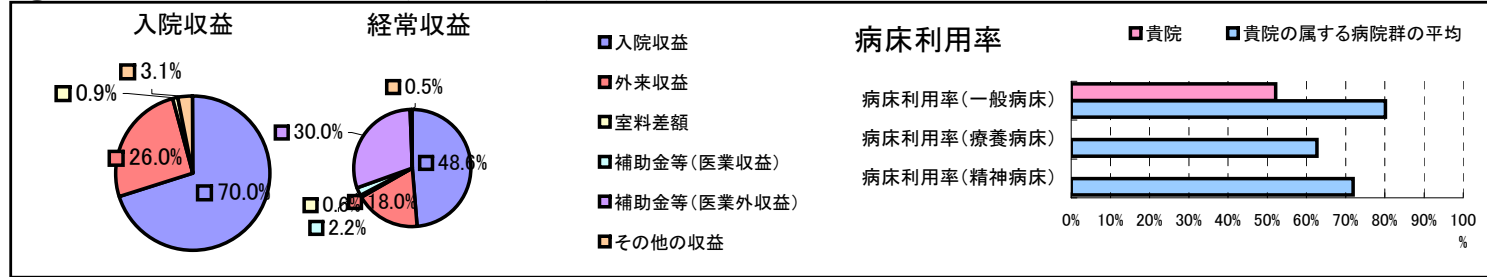 入院収益
3.1%
0.9%
26.0%
70.0%
経常収益
0.5%
30.0%
48.6%
0.6%
18.0%
2.2%
入院収益
外来収益
室料差額
補助金等(医業収益)
補助金等(医業外収益)
その他の収益
病床利用率
貴院
貴院の属する病院群の平均
病床利用率(一般病床)
病床利用率(療養病床)
病床利用率(精神病床)
0% 10% 20% 30% 40% 50% 60% 70% 80% 90% 100
%